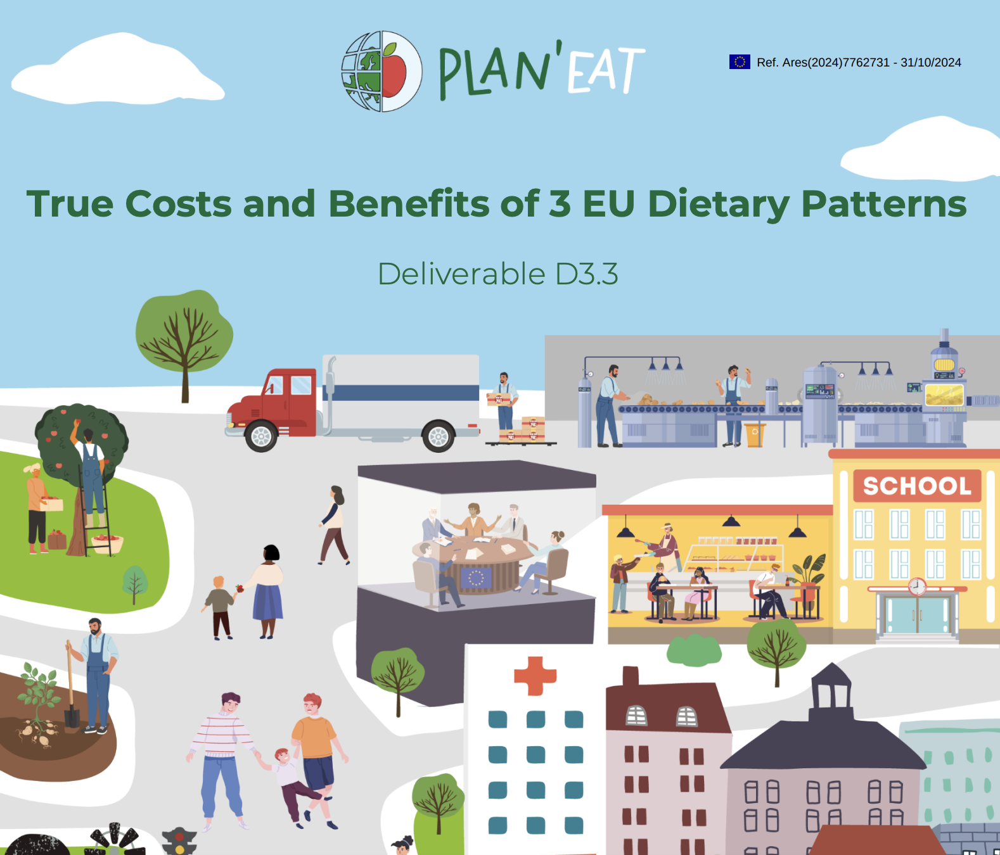 PLAN'EAT
Ref. Ares(2024)7762731 - 31/10/2024
True Costs and Benefits of 3 EU Dietary Patterns
Deliverable D3.3
SCHOOL